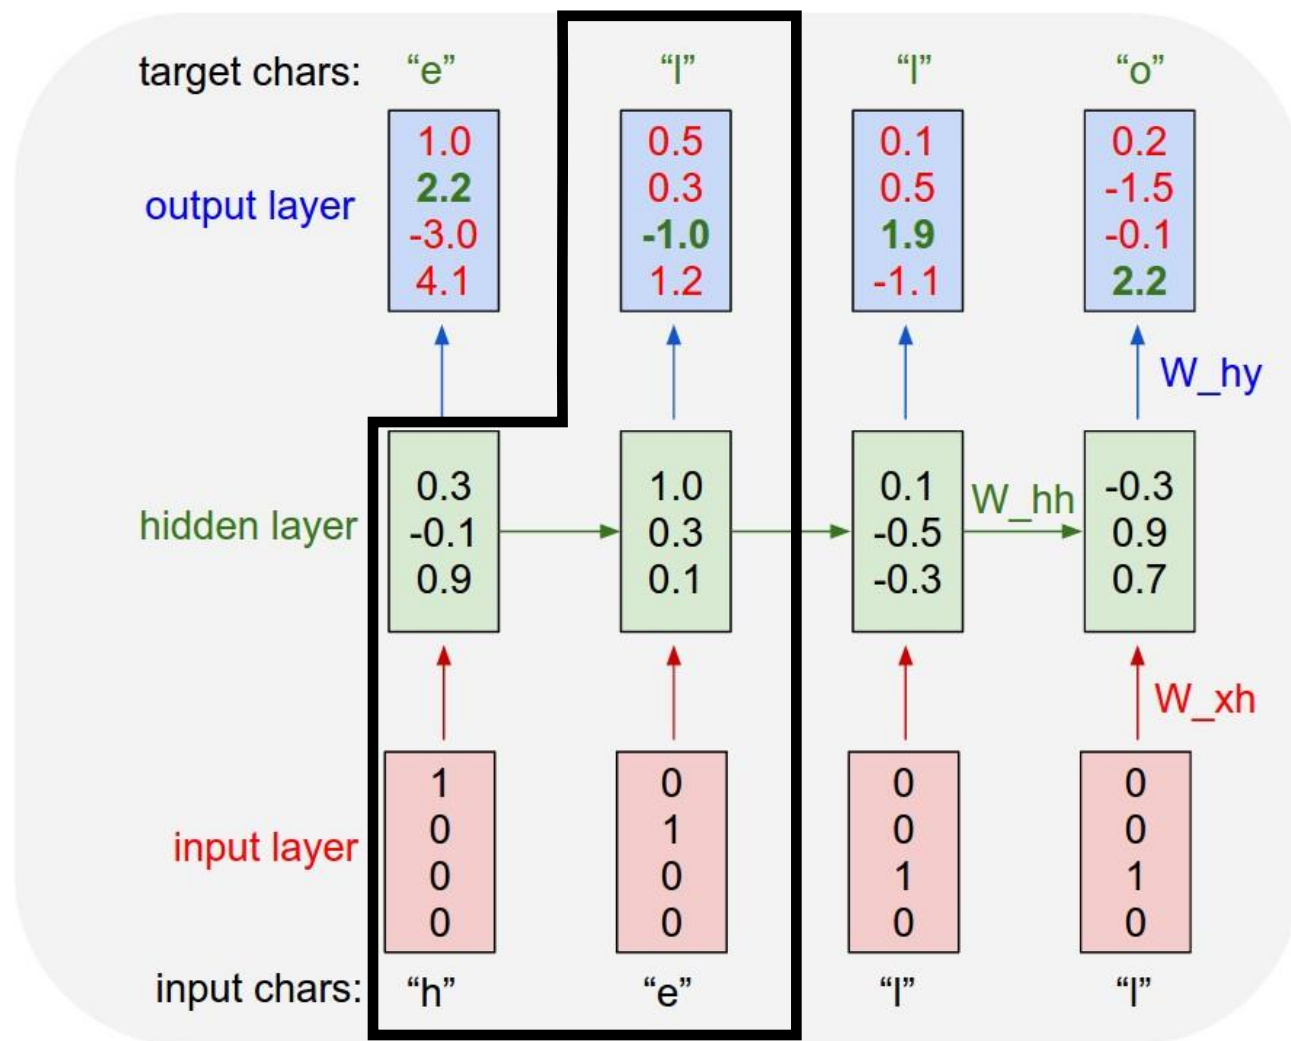 target chars: “e” “l” “l” “o”
output layer
1.0 0.5 0.1 0.2
2.2 0.3 0.5 -1.5
-3.0 -1.0 1.9 -0.1
4.1 1.2 -1.1 2.2
W_hy
hidden layer
0.3 1.0 0.1 -0.3
-0.1 0.3 -0.5 0.9
0.9 0.1 -0.3 0.7
W_hh
W_xh
input layer
1 0 0 0
0 1 0 0
0 0 1 1
0 0 0 0
input chars: “h” “e” “l” “l”